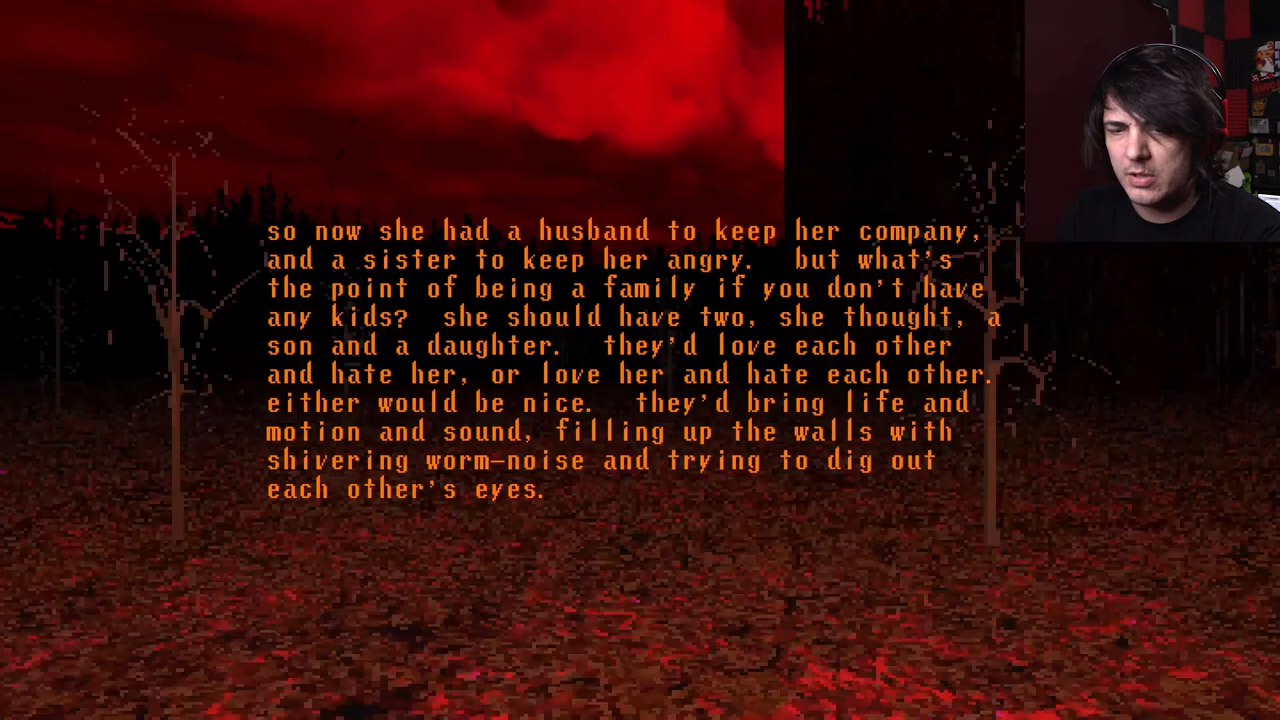 so now she had a husband to keep her company,
and a sister to keep her angry.  but what's
the point of being a family if you don't have
any kids?  she should have two, she thought, a
son and a daughter.  they'd love each other
and hate her, or love her and hate each other.
either would be nice.  they'd bring life and
motion and sound, filling up the walls with
shivering worm-noise and trying to dig out
each other's eyes.